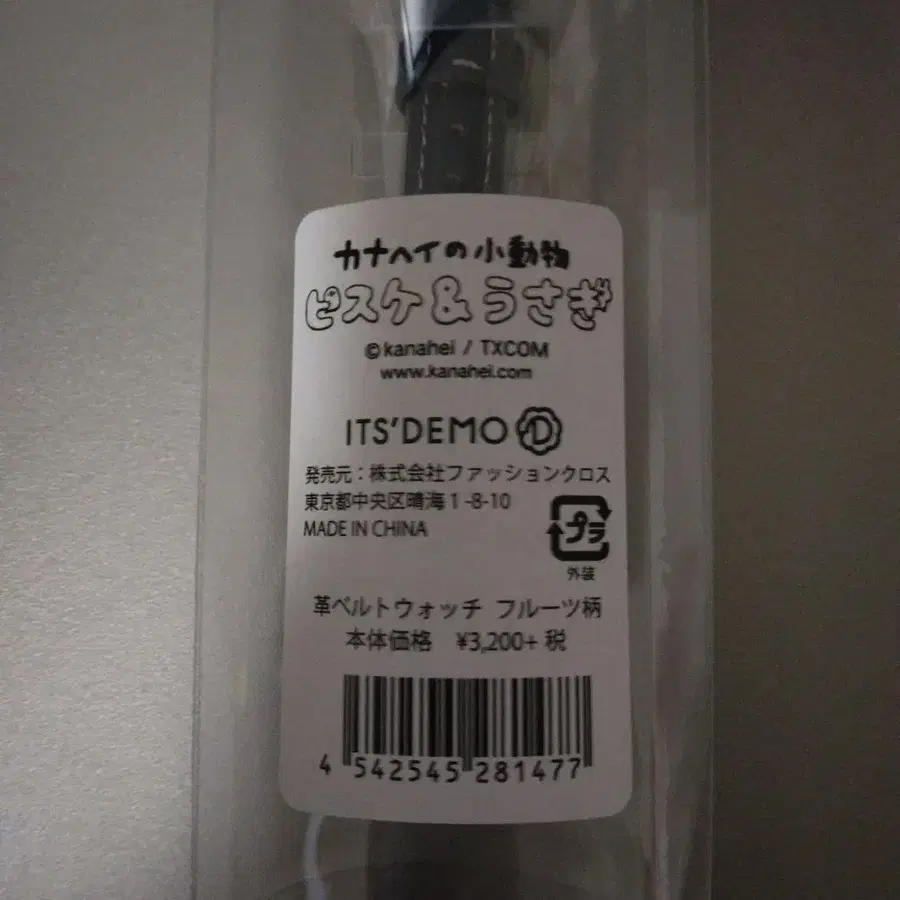 カナヘイの小動物
ピスケ&うさぎ
©kanahei / TXCOM
www.kanahei.com
ITS'DEMO D
発売元：株式会社ファッションクロス
東京都中央区晴海1-8-10
MADE IN CHINA
プラ
外装
革ベルトウォッチ フルーツ柄
本体価格 ¥3,200+ 税
4 542545 281477